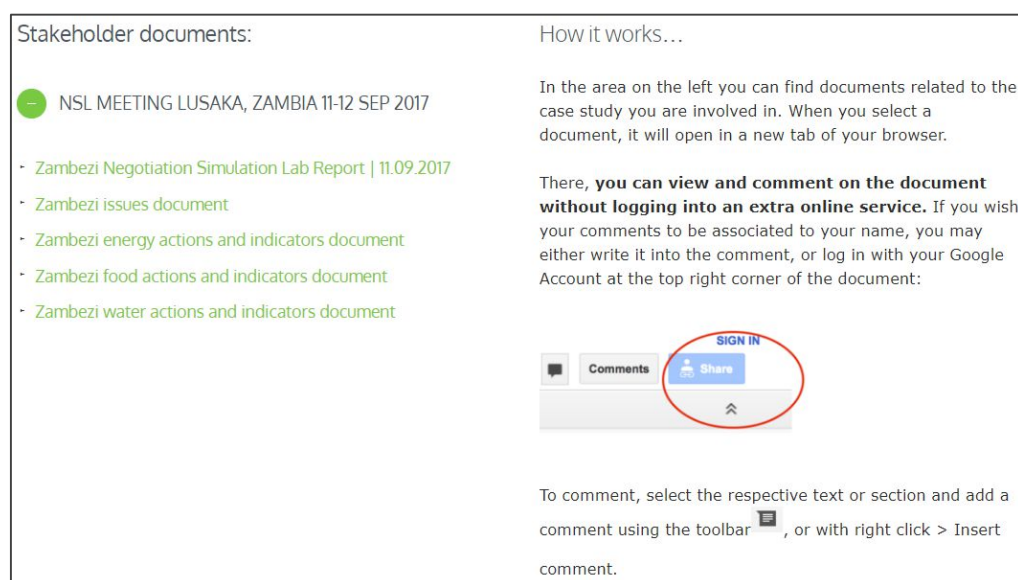 Stakeholder documents:
NSL MEETING LUSAKA, ZAMBIA 11-12 SEP 2017
Zambezi Negotiation Simulation Lab Report | 11.09.2017
Zambezi issues document
Zambezi energy actions and indicators document
Zambezi food actions and indicators document
Zambezi water actions and indicators document
How it works...
In the area on the left you can find documents related to the
case study you are involved in. When you select a
document, it will open in a new tab of your browser.
There, you can view and comment on the document
without logging into an extra online service. If you wish
your comments to be associated to your name, you may
either write it into the comment, or log in with your Google
Account at the top right corner of the document:
SIGN IN
Comments
Share
To comment, select the respective text or section and add a
comment using the toolbar , or with right click > Insert
comment.